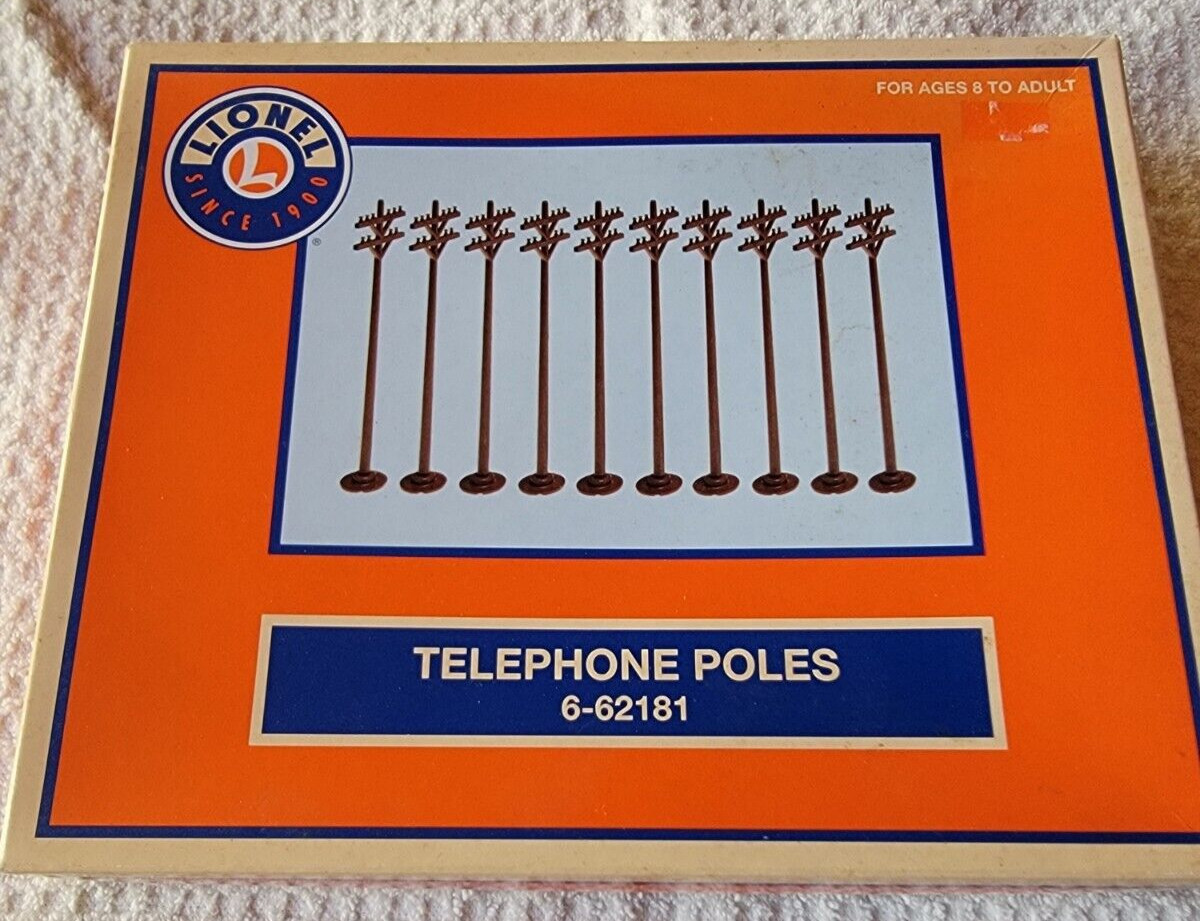 FOR AGES 8 TO ADULT
LIONEL
L
SINCE 1900
®
TELEPHONE POLES
6-62181